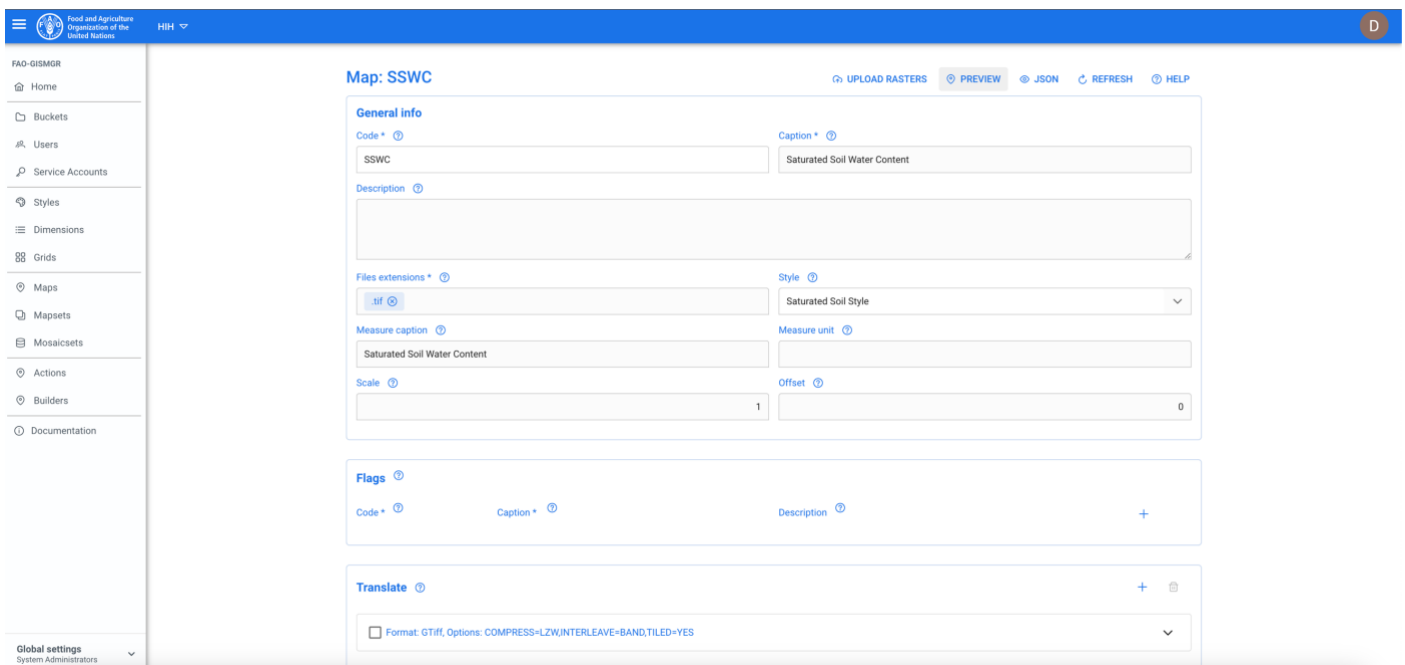 Food and Agriculture
Organization of the
United Nations
HIH
D
FAO-GISMGR
Home
Buckets
Users
Service Accounts
Styles
Dimensions
Grids
Maps
Mapsets
Mosaicsets
Actions
Builders
Documentation
Global settings
System Administrators
Map: SSWC
UPLOAD RASTERS PREVIEW JSON REFRESH HELP
General info
Code * Caption *
SSWC Saturated Soil Water Content
Description
Files extensions * Style
.tif Saturated Soil Style
Measure caption Measure unit
Saturated Soil Water Content
Scale Offset
1 0
Flags
Code * Caption * Description
Translate
Format: GTiff, Options: COMPRESS=LZW,INTERLEAVE=BAND,TILED=YES